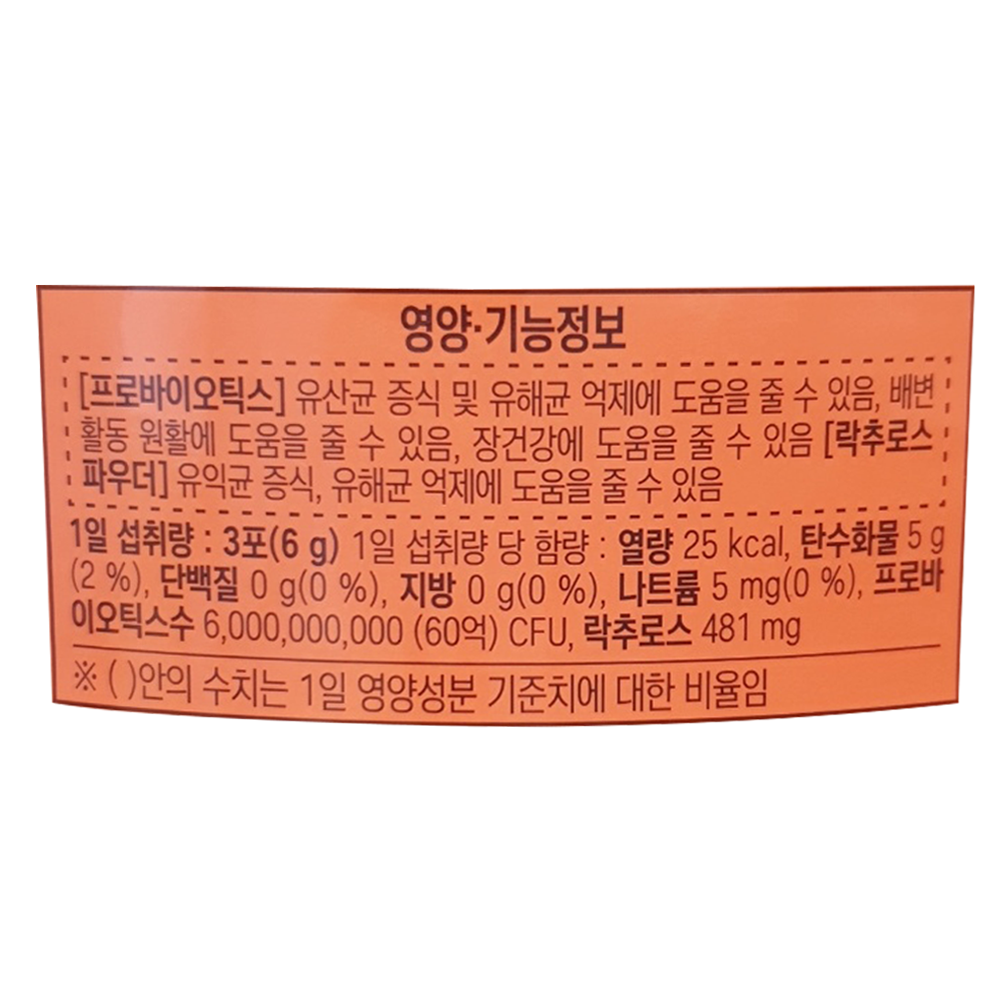 영양·기능정보
[프로바이오틱스] 유산균 증식 및 유해균 억제에 도움을 줄 수 있음, 배변
활동 원활에 도움을 줄 수 있음, 장건강에 도움을 줄 수 있음 [락추로스
파우더] 유익균 증식, 유해균 억제에 도움을 줄 수 있음
1일 섭취량 : 3포(6 g) 1일 섭취량 당 함량 : 열량 25 kcal, 탄수화물 5 g
(2 %), 단백질 0 g(0 %), 지방 0 g(0 %), 나트륨 5 mg(0 %), 프로바
이오틱스수 6,000,000,000 (60억) CFU, 락추로스 481 mg
※ ( )안의 수치는 1일 영양성분 기준치에 대한 비율임